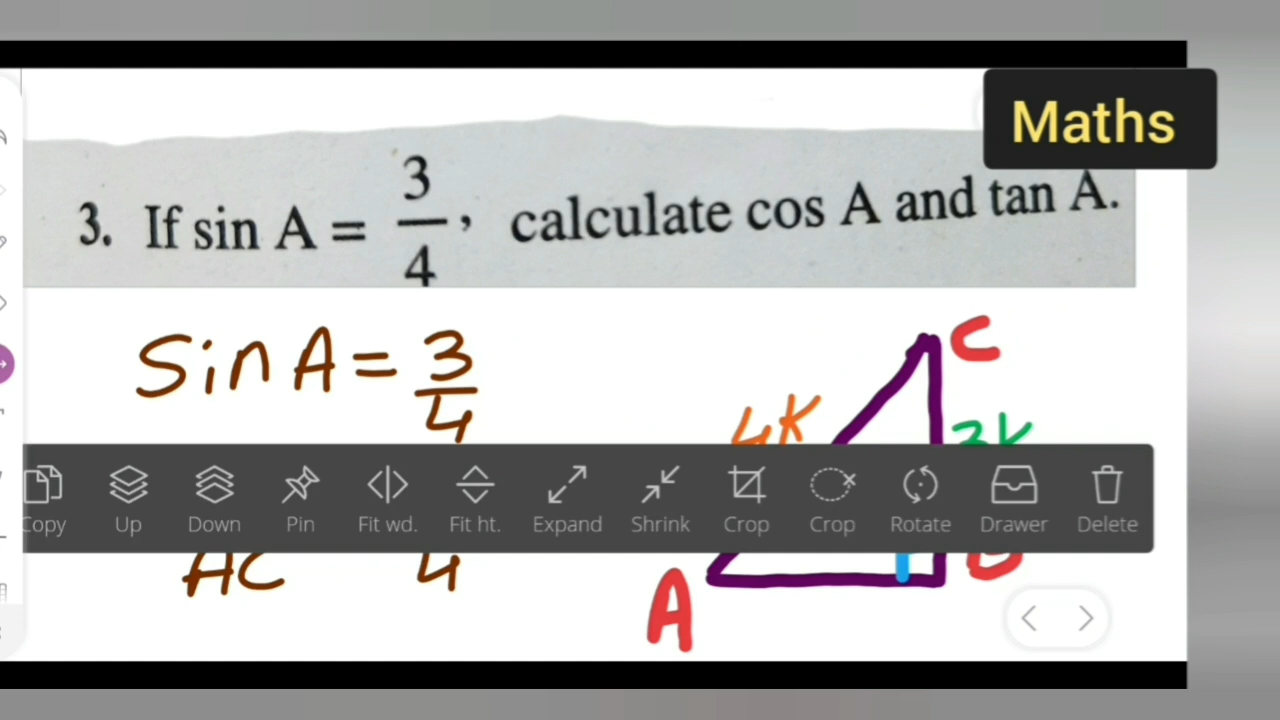 Maths
3. If sin A = 3/4, calculate cos A and tan A.
Sin A = 3/4
C
4K
3K
Copy Up Down Pin Fit wd. Fit ht. Expand Shrink Crop Crop Rotate Drawer Delete
AC 4
A